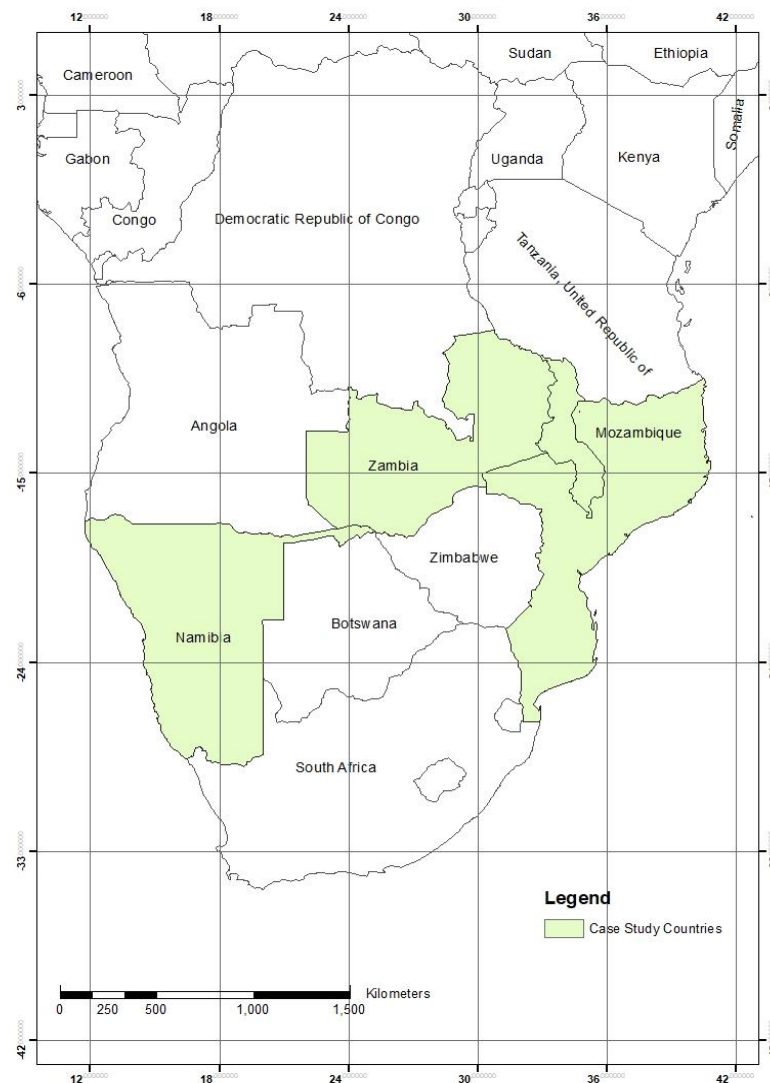 12 18 24 30 36 42
Sudan
Ethiopia
Cameroon
3
Somalia
Gabon
Uganda
Kenya
Congo
Democratic Republic of Congo
Tanzania, United Republic of
-6
Angola
Mozambique
Zambia
-15
Zimbabwe
Botswana
Namibia
-24
South Africa
-33
Legend
Case Study Countries
Kilometers
0 250 500 1,000 1,500
-42
12 18 24 30 36 42